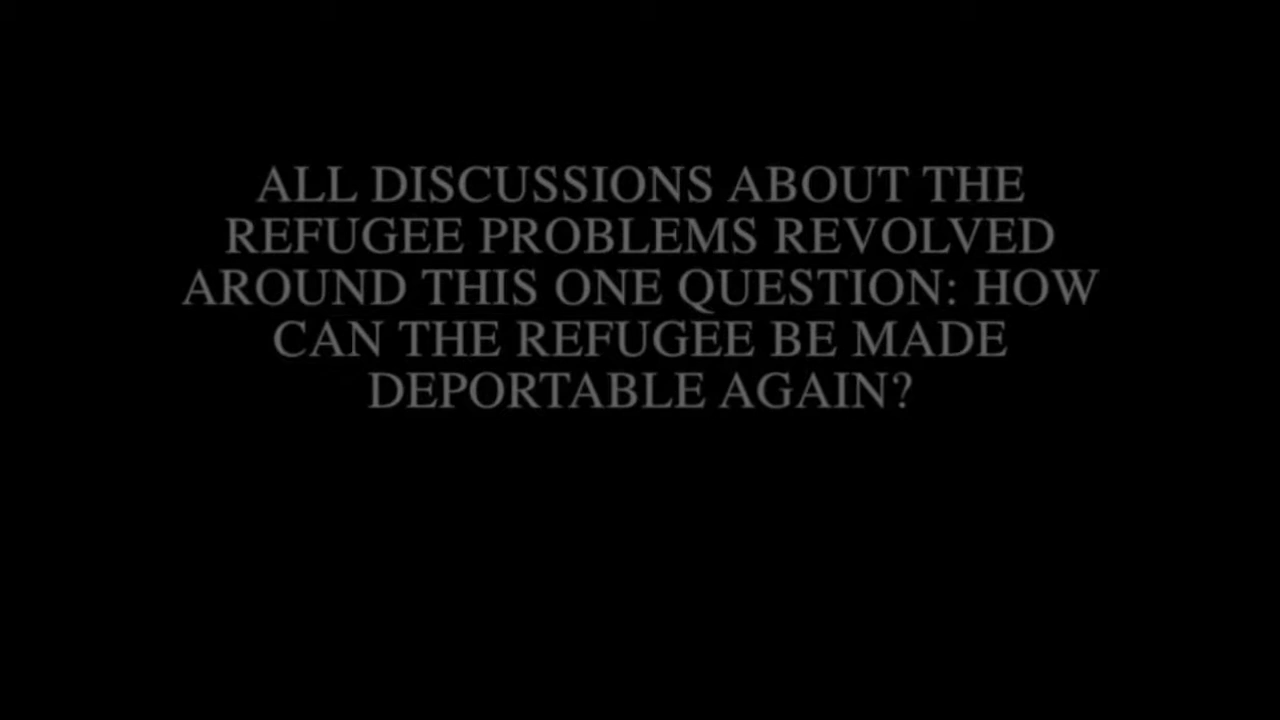 ALL DISCUSSIONS ABOUT THE
REFUGEE PROBLEMS REVOLVED
AROUND THIS ONE QUESTION: HOW
CAN THE REFUGEE BE MADE
DEPORTABLE AGAIN?